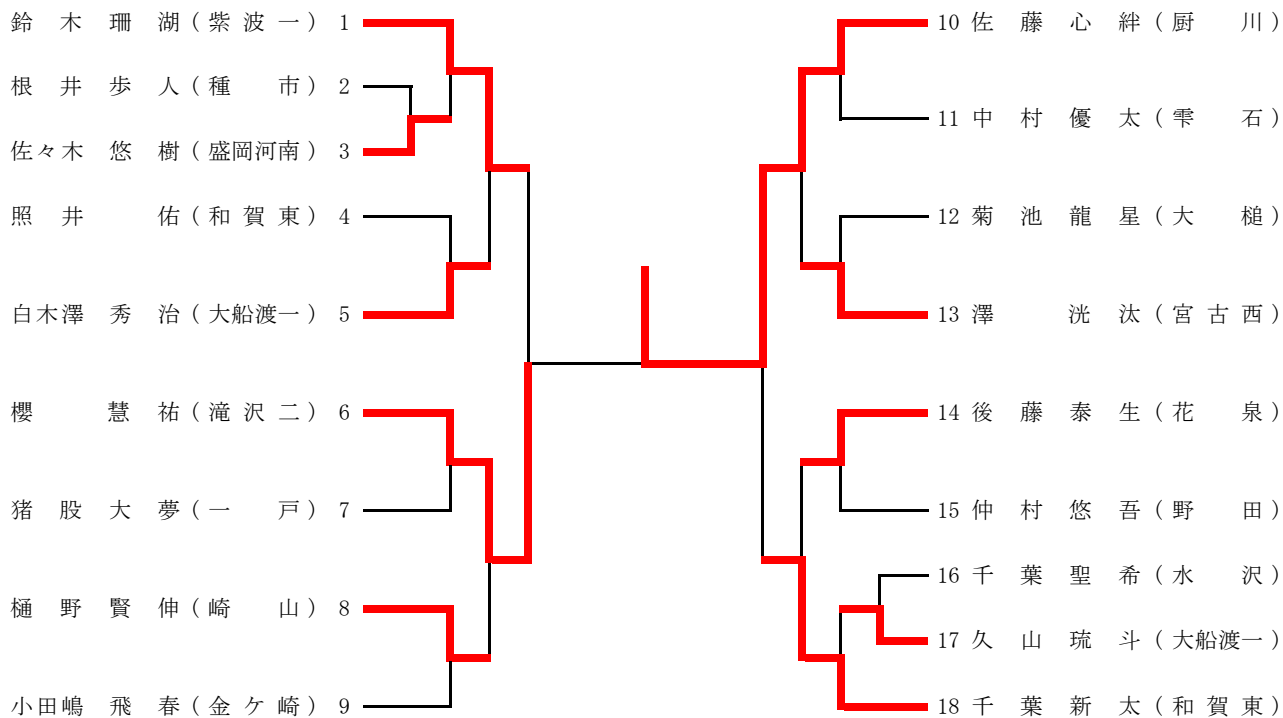 鈴木珊湖(紫波一) 1
根井歩人(種市) 2
佐々木悠樹(盛岡河南) 3
照井佑(和賀東) 4
白木澤秀治(大船渡一) 5
櫻慧祐(滝沢二) 6
猪股大夢(一戸) 7
樋野賢伸(崎山) 8
小田嶋飛春(金ケ崎) 9
10 佐藤心絆(厨川)
11 中村優太(雫石)
12 菊池龍星(大槌)
13 澤洸汰(宮古西)
14 後藤泰生(花泉)
15 仲村悠吾(野田)
16 千葉聖希(水沢)
17 久山琉斗(大船渡一)
18 千葉新太(和賀東)